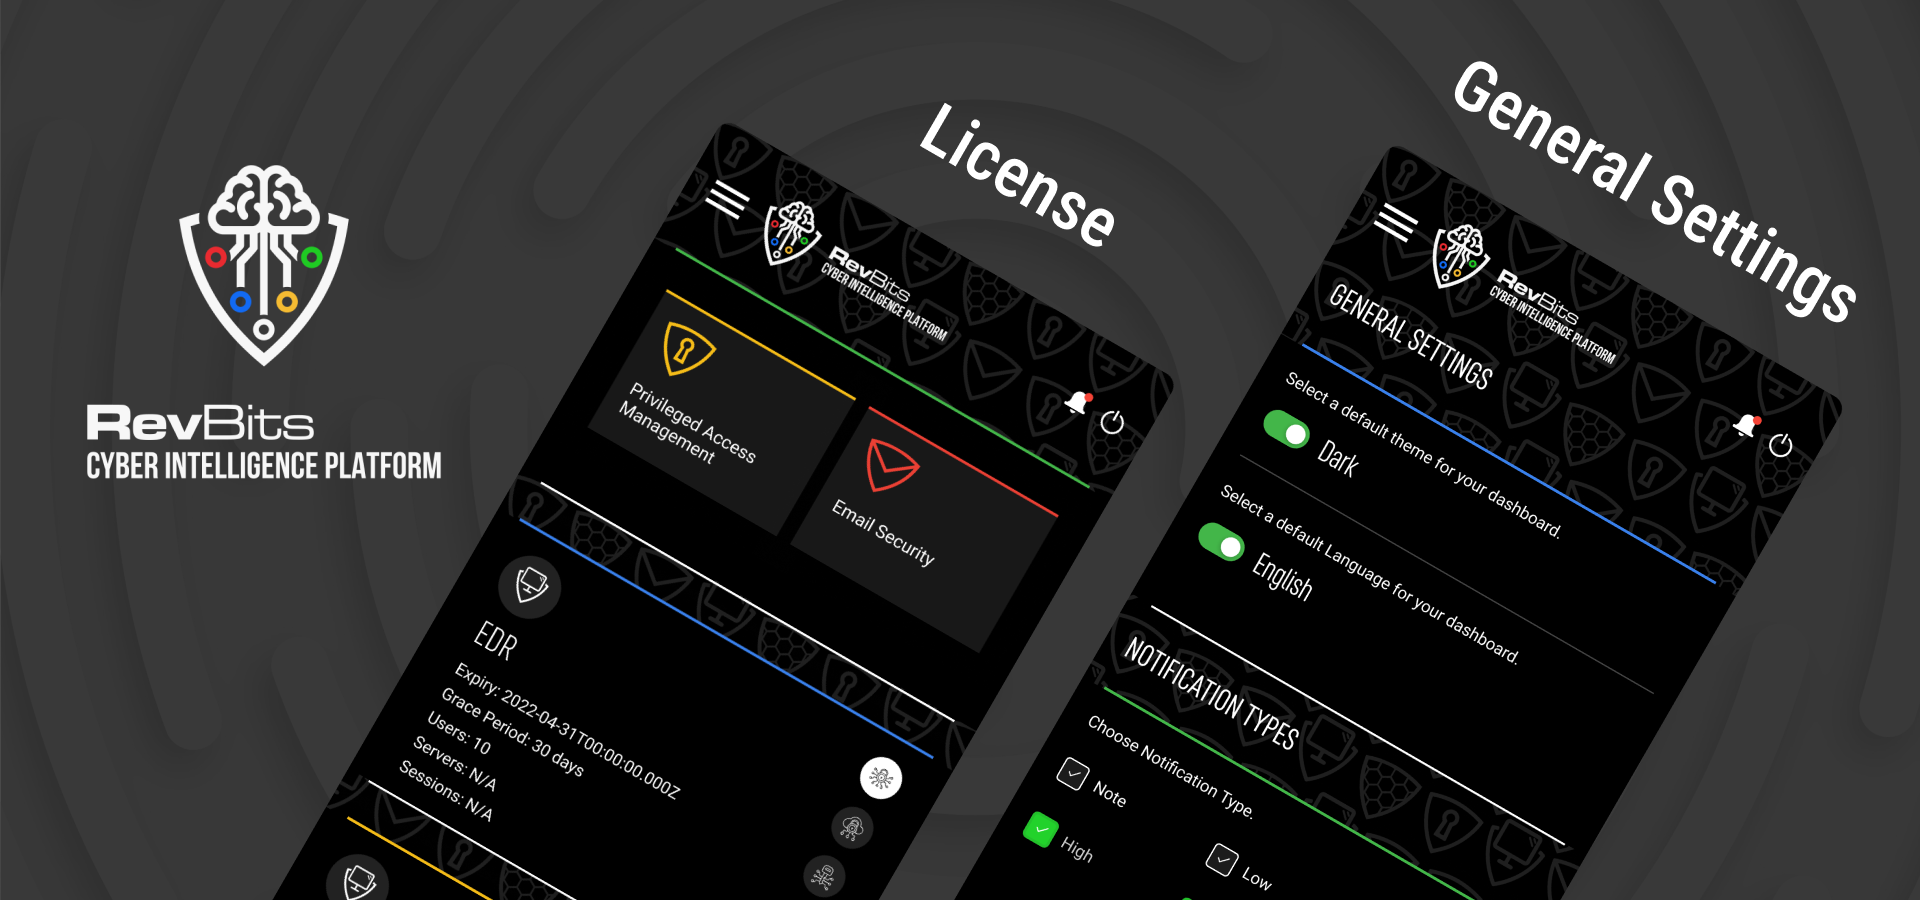 RevBits
CYBER INTELLIGENCE PLATFORM
License
RevBits
CYBER INTELLIGENCE PLATFORM
Privileged Access
Management
Email Security
EDR
Expiry: 2022-04-31T00:00:00.000Z
Grace Period: 30 days
Users: 10
Servers: N/A
Sessions: N/A
General Settings
RevBits
CYBER INTELLIGENCE PLATFORM
GENERAL SETTINGS
Select a default theme for your dashboard.
Dark
Select a default Language for your dashboard.
English
NOTIFICATION TYPES
Choose Notification Type.
Note
High
Low